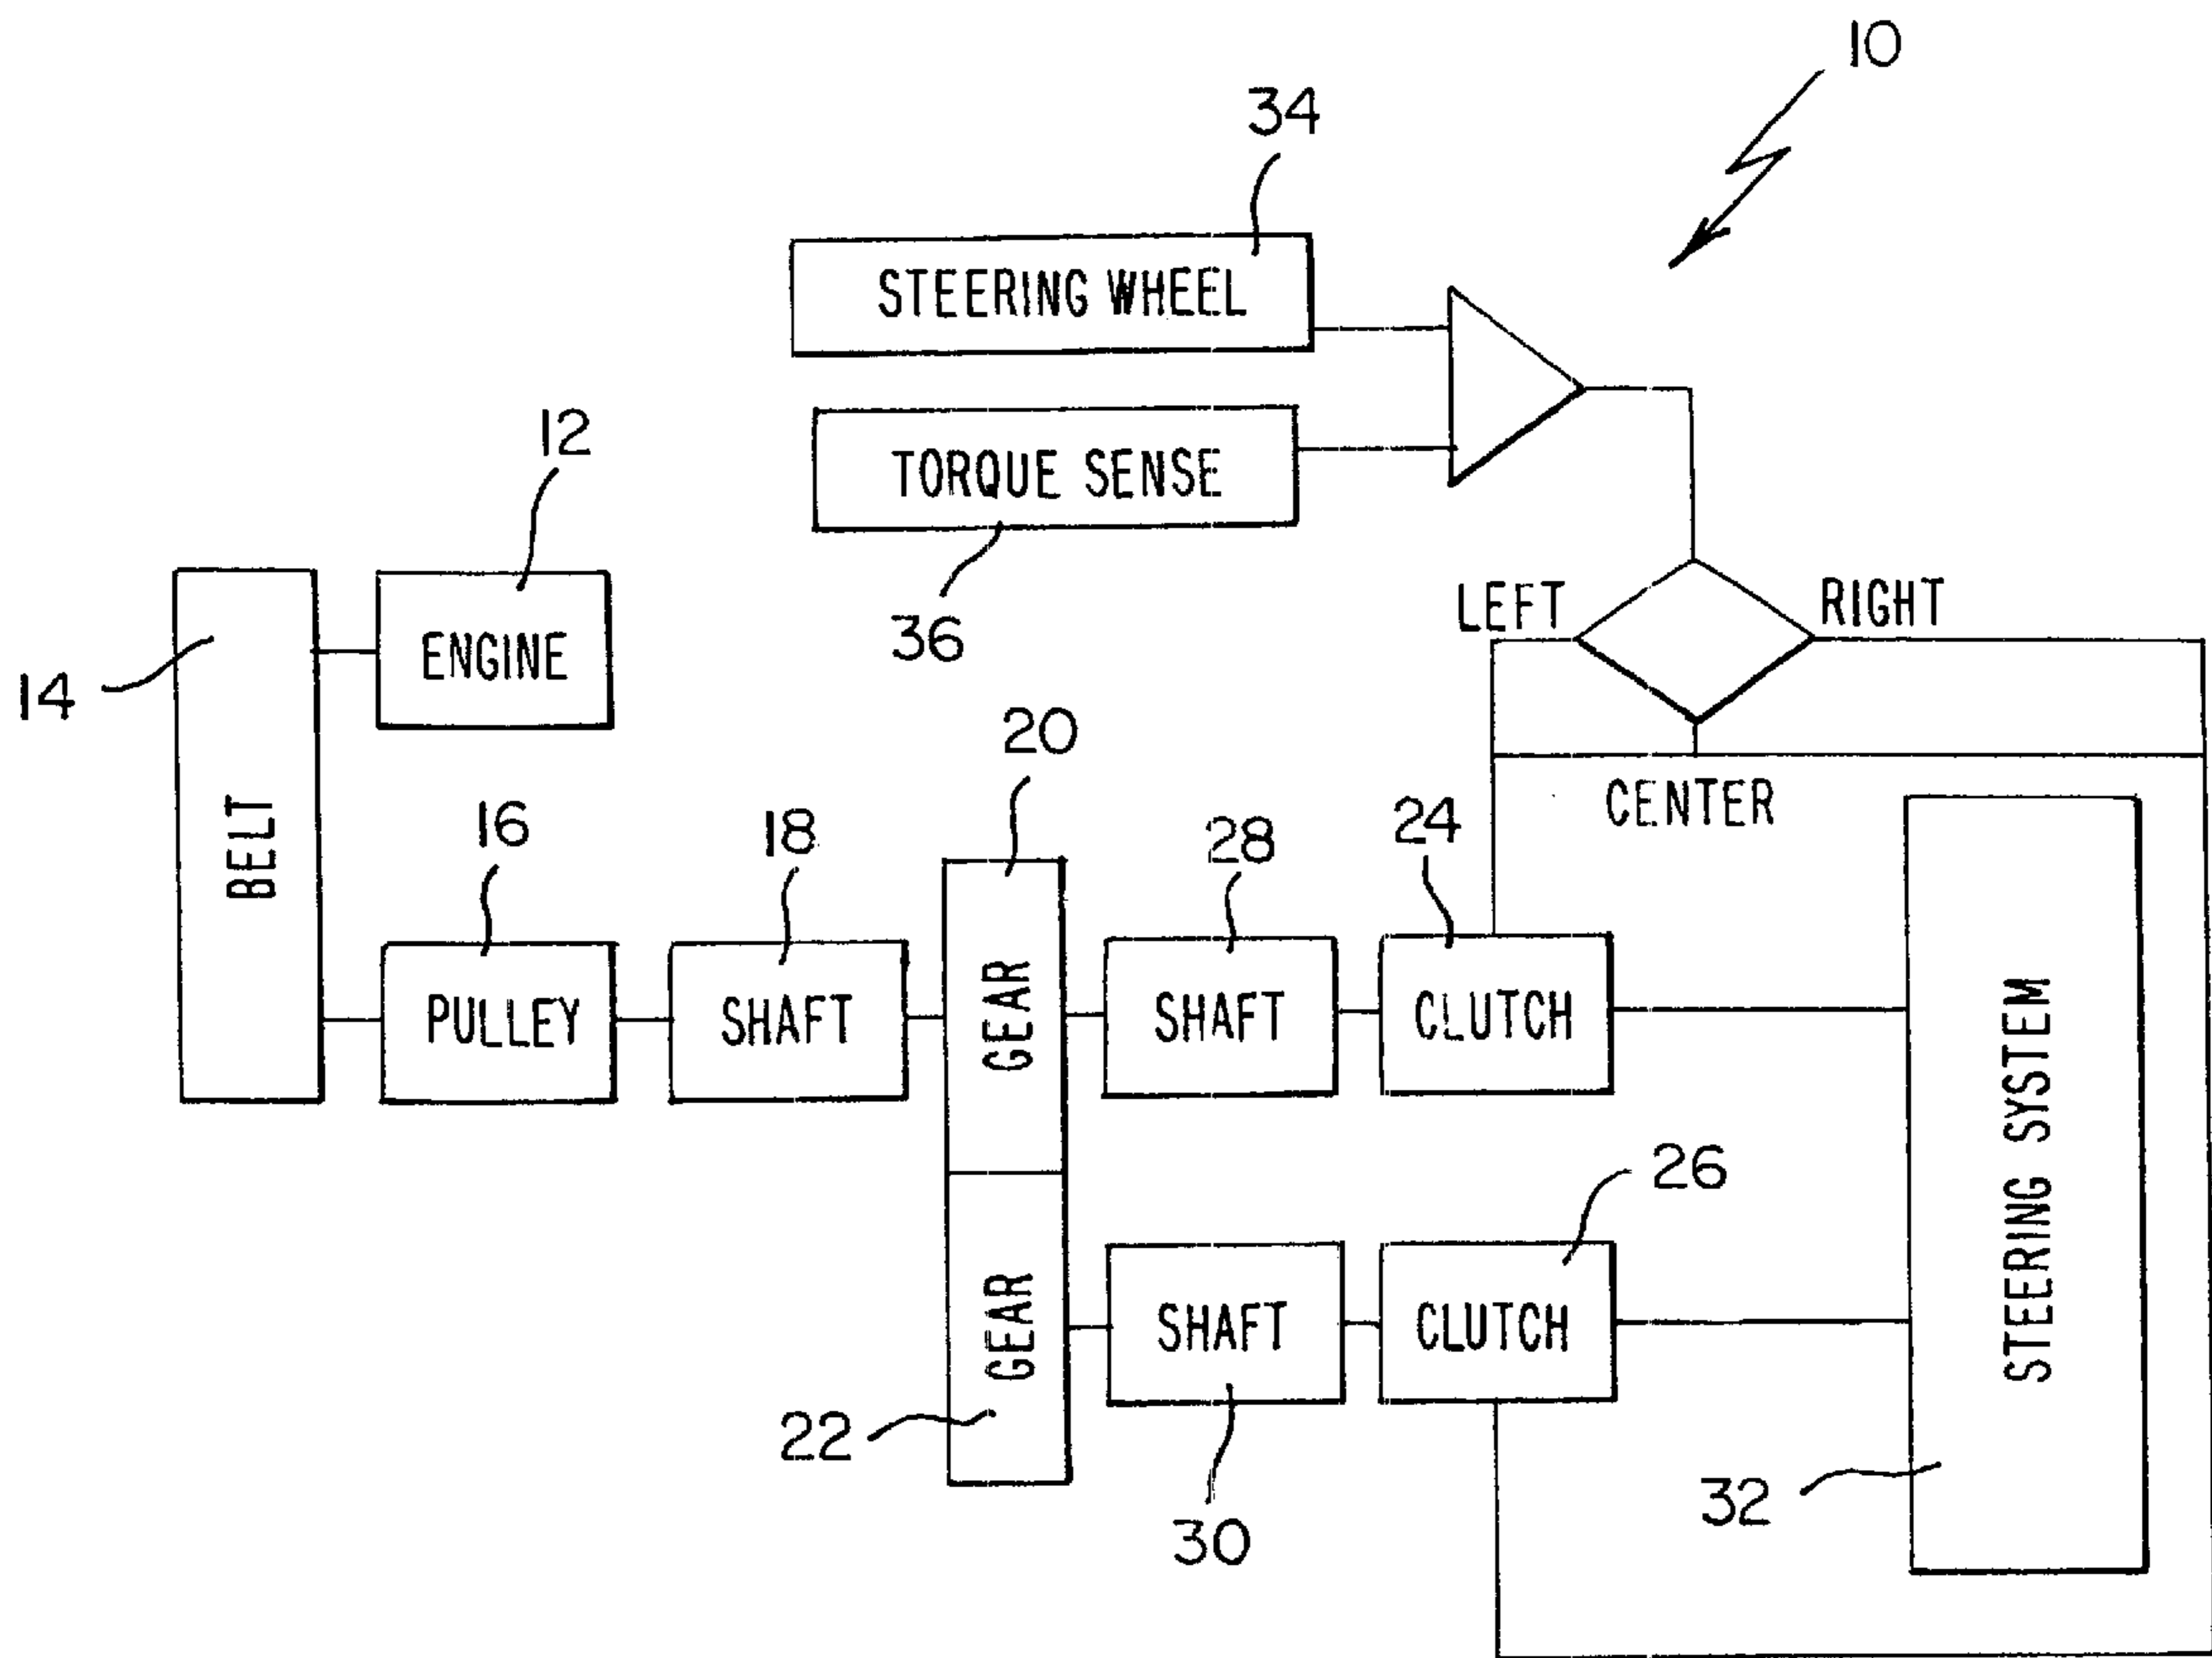 10
34
STEERING WHEEL
TORQUE SENSE
36
12
ENGINE
14
BELT
LEFT
RIGHT
CENTER
20
16
PULLEY
18
SHAFT
GEAR
28
SHAFT
24
CLUTCH
26
CLUTCH
SHAFT
30
GEAR
22
STEERING SYSTEM
32